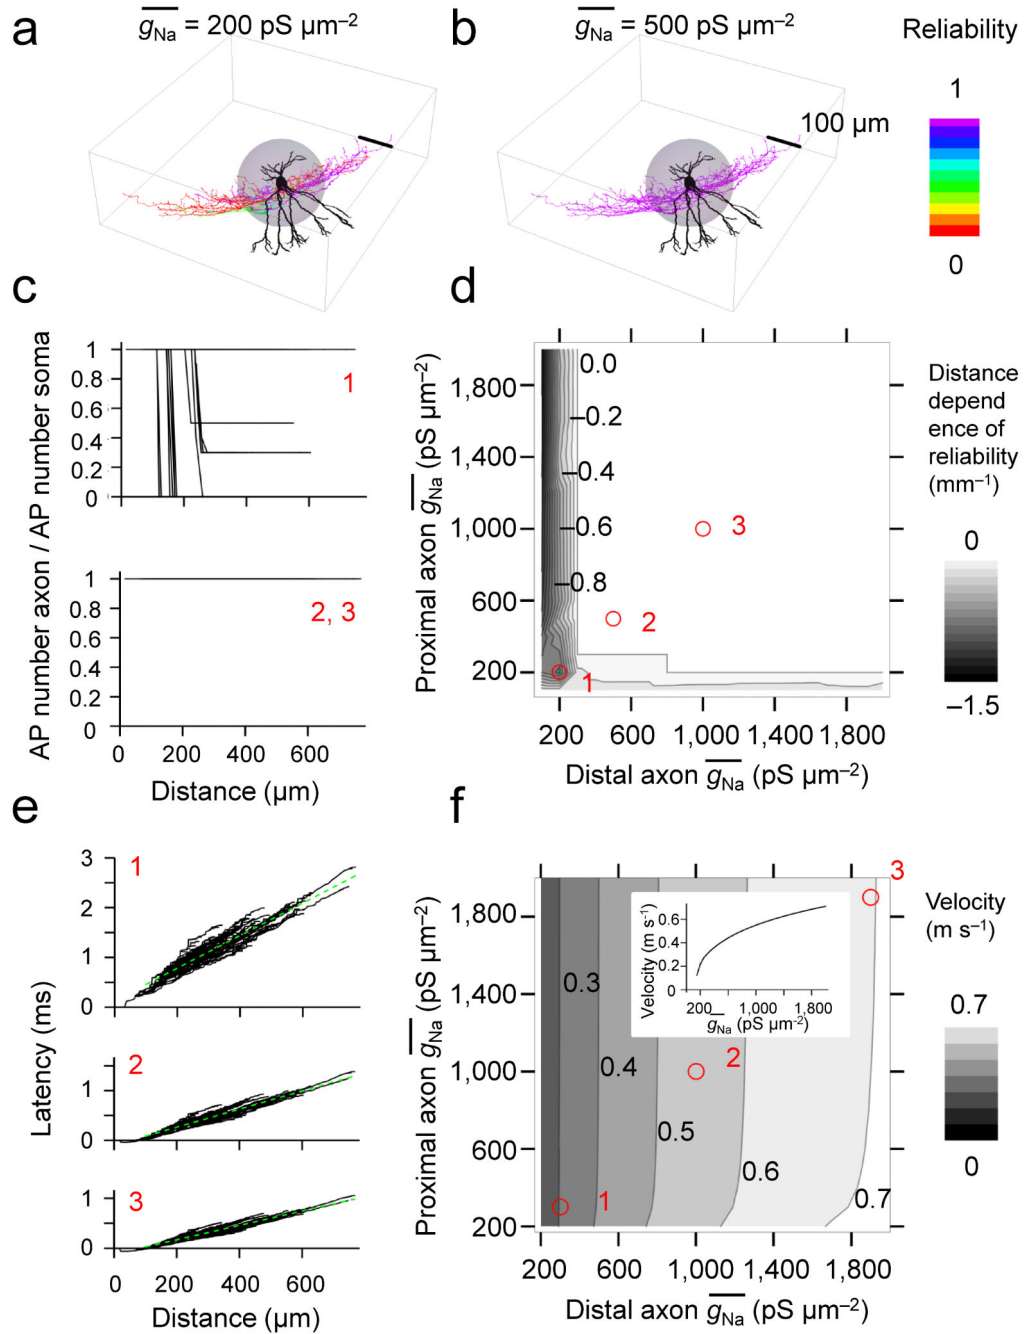 a
g̅Na = 200 pS μm–2
b
g̅Na = 500 pS μm–2
Reliability
1
0
100 μm
c
AP number axon / AP number soma
1
0.8
0.6
0.4
0.2
0
1
1
0.8
0.6
0.4
0.2
0
2, 3
0 200 400 600
Distance (μm)
d
Proximal axon g̅Na (pS μm–2)
1,800
1,400
1,000
600
200
0.0
–0.2
–0.4
–0.6
–0.8
3
2
1
200 600 1,000 1,400 1,800
Distal axon g̅Na (pS μm–2)
Distance
depend
ence of
reliability
(mm–1)
0
–1.5
e
Latency (ms)
1
3
2
1
0
2
1
0
3
1
0
0 200 400 600
Distance (μm)
f
Proximal axon g̅Na (pS μm–2)
1,800
1,400
1,000
600
200
0.3
0.4
0.5
0.6
0.7
3
2
1
Velocity (m s–1)
0.6
0.4
0.2
0
200 1,000 1,800
g̅Na (pS μm-2)
200 600 1,000 1,400 1,800
Distal axon g̅Na (pS μm–2)
Velocity
(m s–1)
0.7
0